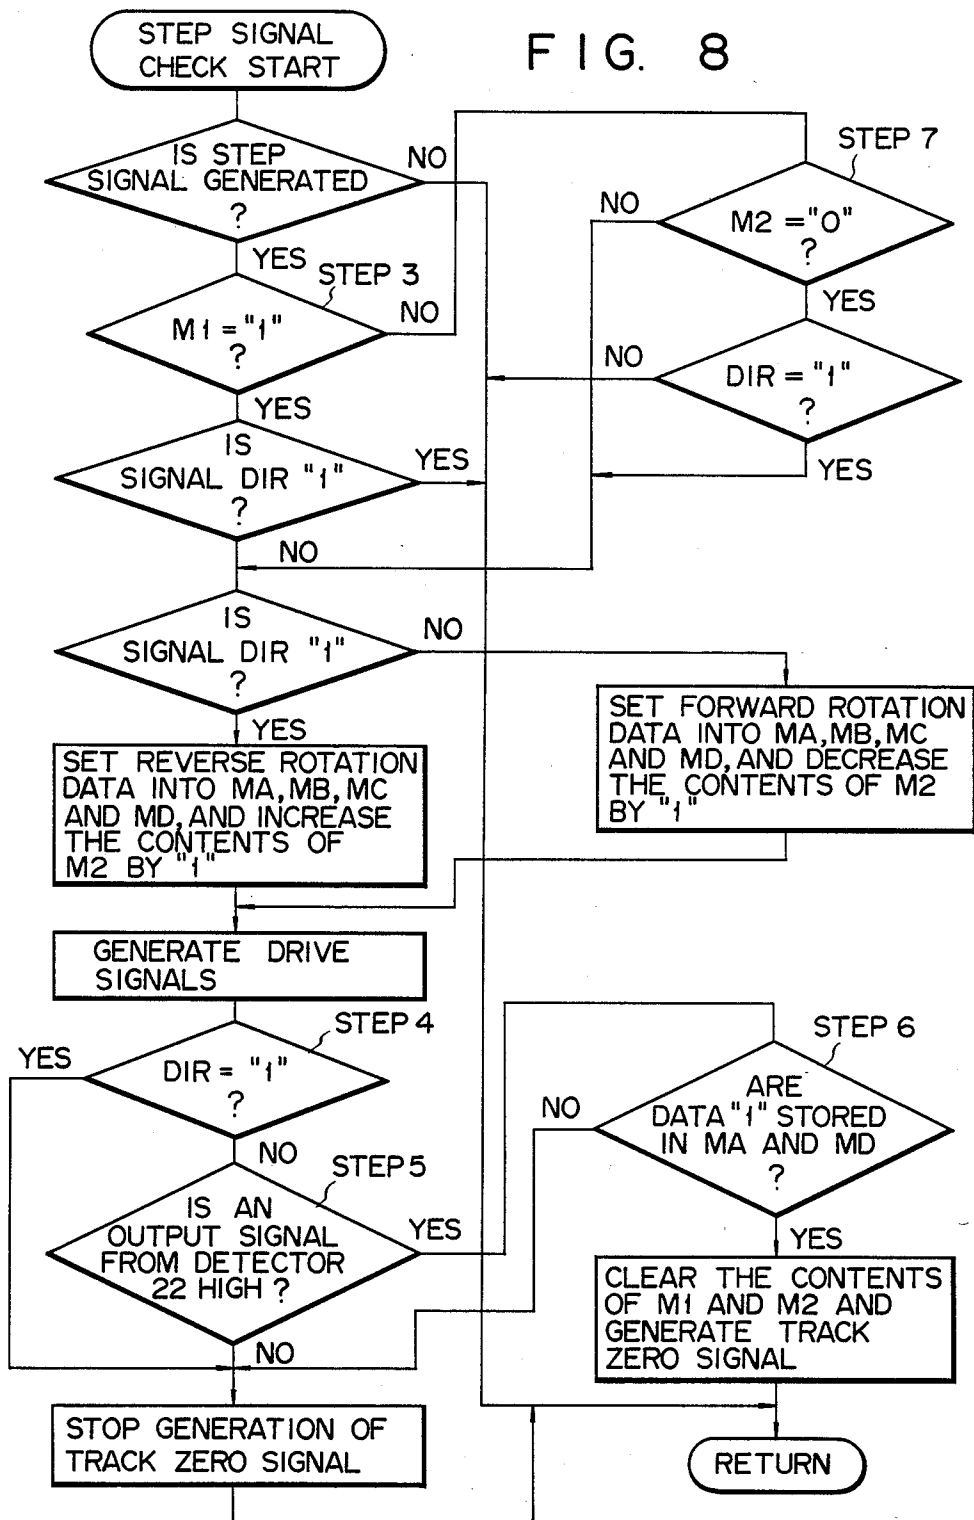 STEP SIGNAL
CHECK START
FIG. 8
IS STEP
SIGNAL GENERATED
?
NO
YES
STEP 3
M1 = "1"
?
NO
YES
STEP 7
M2 = "0"
?
NO
YES
DIR = "1"
?
NO
YES
IS
SIGNAL DIR "1"
?
YES
NO
IS
SIGNAL DIR "1"
?
NO
YES
SET FORWARD ROTATION
DATA INTO MA, MB, MC
AND MD, AND DECREASE
THE CONTENTS OF M2
BY "1"
SET REVERSE ROTATION
DATA INTO MA, MB, MC
AND MD, AND INCREASE
THE CONTENTS OF
M2 BY "1"
GENERATE DRIVE
SIGNALS
STEP 4
DIR = "1"
?
YES
NO
STEP 5
IS AN
OUTPUT SIGNAL
FROM DETECTOR
22 HIGH ?
YES
NO
STEP 6
ARE
DATA "1" STORED
IN MA AND MD
?
NO
YES
CLEAR THE CONTENTS
OF M1 AND M2 AND
GENERATE TRACK
ZERO SIGNAL
STOP GENERATION OF
TRACK ZERO SIGNAL
RETURN